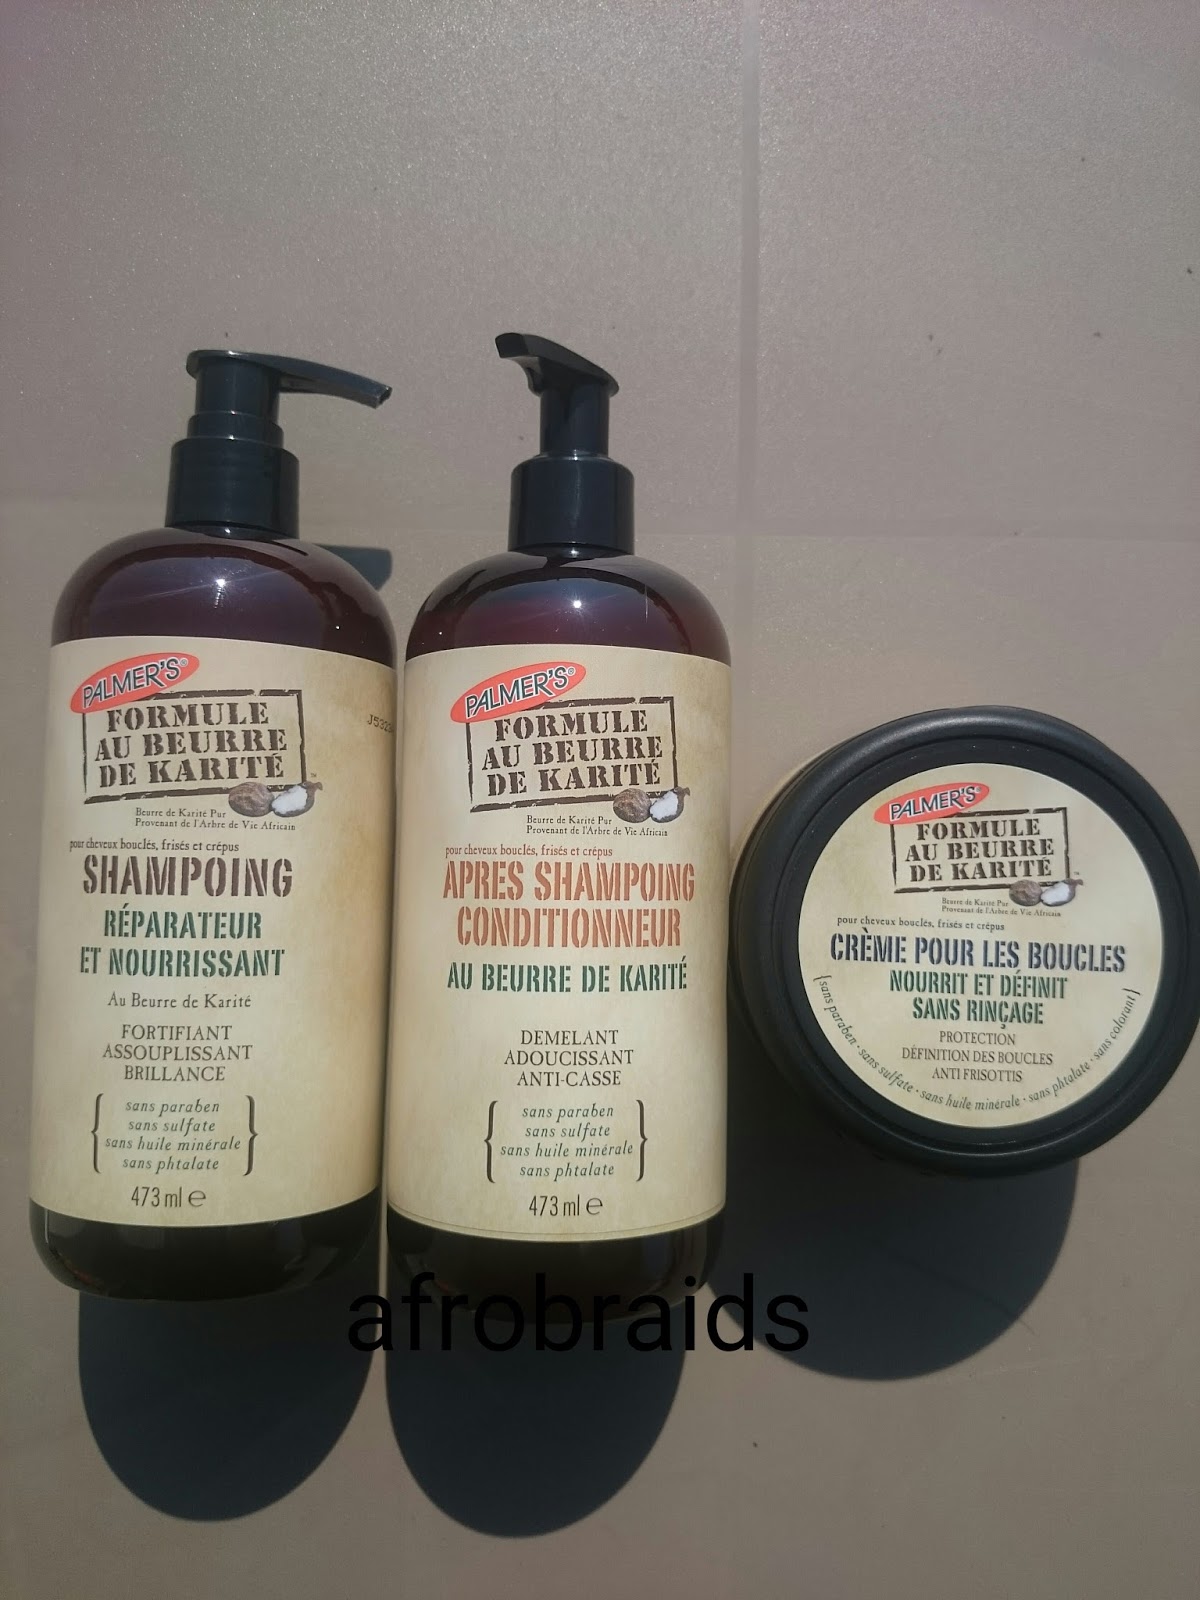 PALMER'S®
FORMULE
AU BEURRE
DE KARITÉ™
Beurre de Karité Pur
Provenant de l'Arbre de Vie Africain
pour cheveux bouclés, frisés et crépus
SHAMPOING
RÉPARATEUR
ET NOURRISSANT
Au Beurre de Karité
FORTIFIANT
ASSOUPLISSANT
BRILLANCE
sans paraben
sans sulfate
sans huile minérale
sans phtalate
473 ml ℮
PALMER'S®
FORMULE
AU BEURRE
DE KARITÉ
Beurre de Karité Pur
Provenant de l'Arbre de Vie Africain
pour cheveux bouclés, frisés et crépus
APRES SHAMPOING
CONDITIONNEUR
AU BEURRE DE KARITÉ
DEMELANT
ADOUCISSANT
ANTI-CASSE
sans paraben
sans sulfate
sans huile minérale
sans phtalate
473 ml ℮
PALMER'S®
FORMULE
AU BEURRE
DE KARITÉ™
Beurre de Karité Pur
Provenant de l'Arbre de Vie Africain
pour cheveux bouclés, frisés et crépus
CRÈME POUR LES BOUCLES
NOURRIT ET DÉFINIT
SANS RINÇAGE
PROTECTION
DÉFINITION DES BOUCLES
ANTI FRISOTTIS
sans paraben · sans sulfate · sans huile minérale · sans phtalate · sans colorant
afrobraids